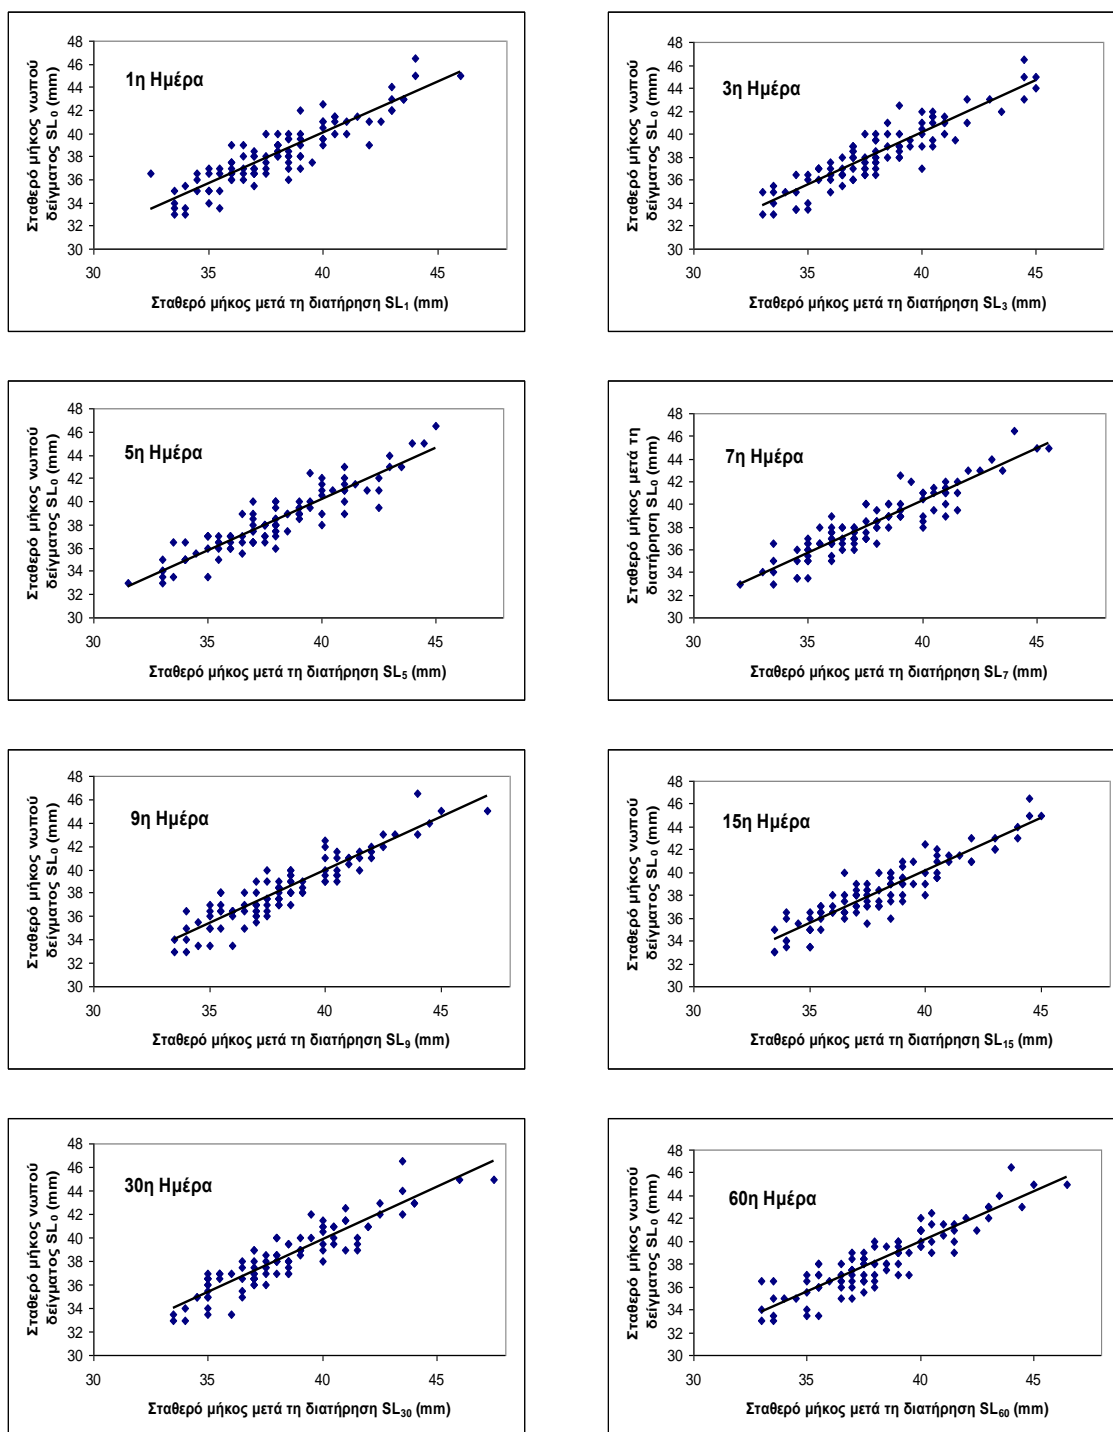 1η Ημέρα
Σταθερό μήκος νωπού
δείγματος SL₀ (mm)
48
46
44
42
40
38
36
34
32
30
30 35 40 45
Σταθερό μήκος μετά τη διατήρηση SL₁ (mm)
3η Ημέρα
Σταθερό μήκος νωπού
δείγματος SL₀ (mm)
48
46
44
42
40
38
36
34
32
30
30 35 40 45
Σταθερό μήκος μετά τη διατήρηση SL₃ (mm)
5η Ημέρα
Σταθερό μήκος νωπού
δείγματος SL₀ (mm)
48
46
44
42
40
38
36
34
32
30
30 35 40 45
Σταθερό μήκος μετά τη διατήρηση SL₅ (mm)
7η Ημέρα
Σταθερό μήκος μετά τη
διατήρηση SL₀ (mm)
48
46
44
42
40
38
36
34
32
30
30 35 40 45
Σταθερό μήκος μετά τη διατήρηση SL₇ (mm)
9η Ημέρα
Σταθερό μήκος νωπού
δείγματος SL₀ (mm)
48
46
44
42
40
38
36
34
32
30
30 35 40 45
Σταθερό μήκος μετά τη διατήρηση SL₉ (mm)
15η Ημέρα
Σταθερό μήκος νωπού
δείγματος SL₀ (mm)
48
46
44
42
40
38
36
34
32
30
30 35 40 45
Σταθερό μήκος μετά τη διατήρηση SL₁₅ (mm)
30η Ημέρα
Σταθερό μήκος νωπού
δείγματος SL₀ (mm)
48
46
44
42
40
38
36
34
32
30
30 35 40 45
Σταθερό μήκος μετά τη διατήρηση SL₃₀ (mm)
60η Ημέρα
Σταθερό μήκος νωπού
δείγματος SL₀ (mm)
48
46
44
42
40
38
36
34
32
30
30 35 40 45
Σταθερό μήκος μετά τη διατήρηση SL₆₀ (mm)